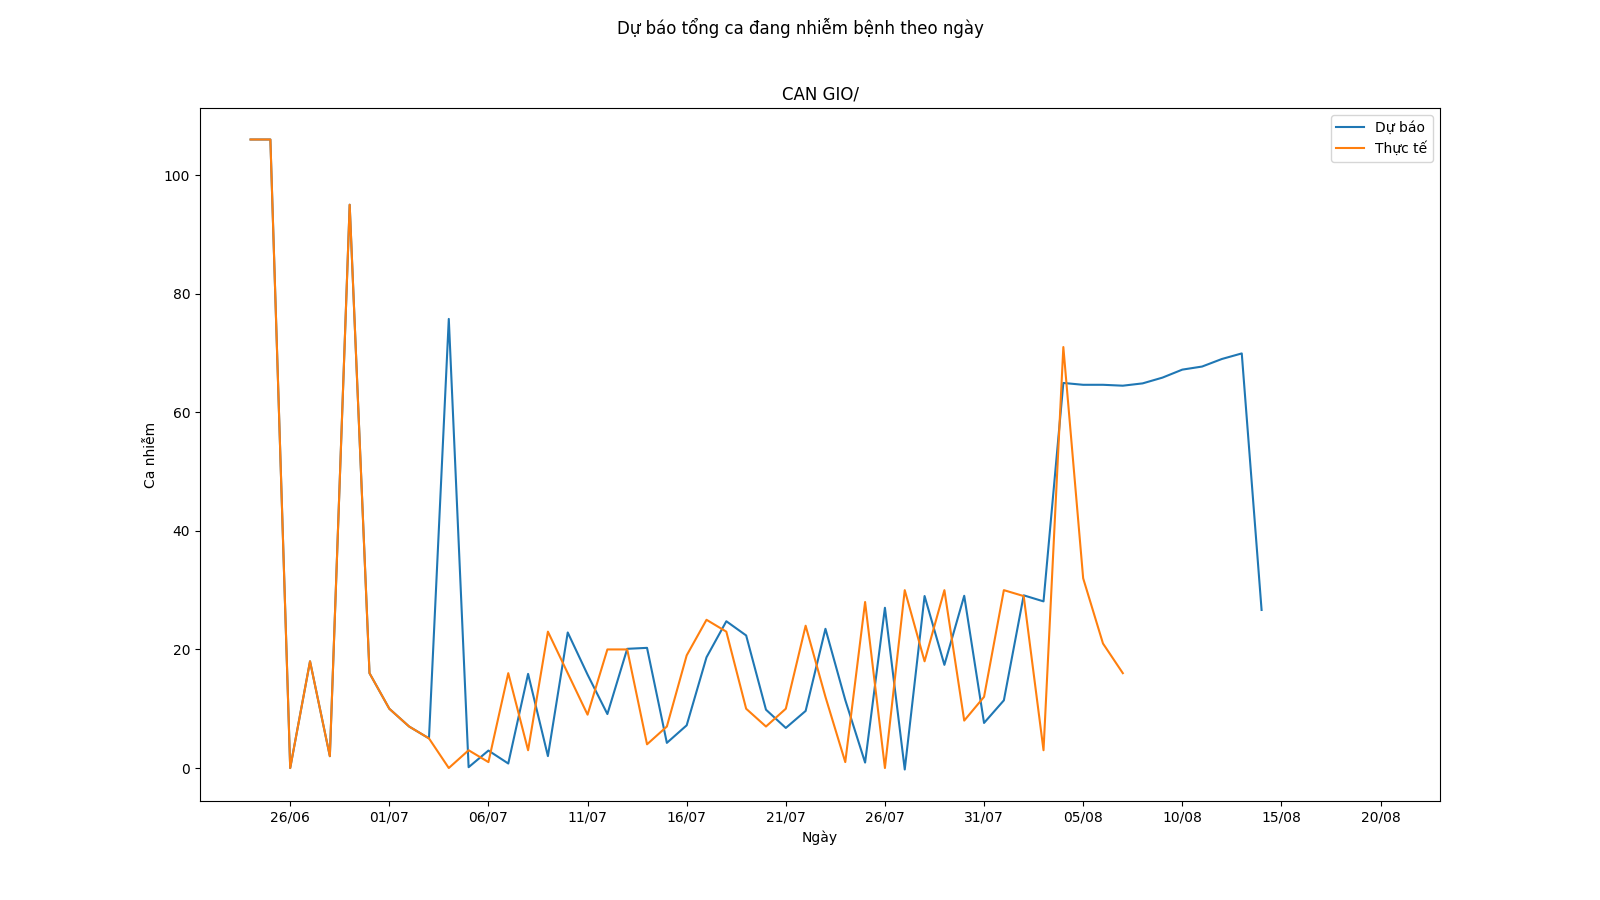 Dự báo tổng ca đang nhiễm bệnh theo ngày
CAN GIO/
Dự báo
Thực tế
100
80
60
40
20
0
Ca nhiễm
26/06 01/07 06/07 11/07 16/07 21/07 26/07 31/07 05/08 10/08 15/08 20/08
Ngày